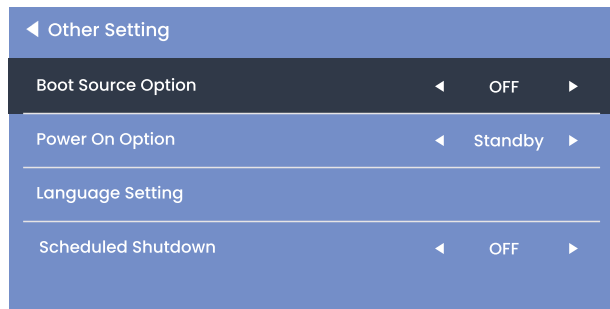 Other Setting
Boot Source Option OFF
Power On Option Standby
Language Setting
Scheduled Shutdown OFF